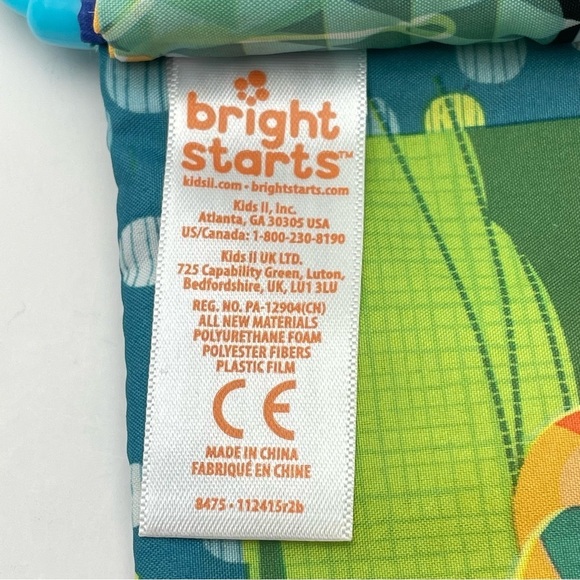 bright
starts™
kidsii.com • brightstarts.com
Kids II, Inc.
Atlanta, GA 30305 USA
US/Canada: 1-800-230-8190
Kids II UK LTD.
725 Capability Green, Luton,
Bedfordshire, UK, LU1 3LU
REG. NO. PA-12904(CN)
ALL NEW MATERIALS
POLYURETHANE FOAM
POLYESTER FIBERS
PLASTIC FILM
CE
MADE IN CHINA
FABRIQUÉ EN CHINE
8475 • 112415r2b